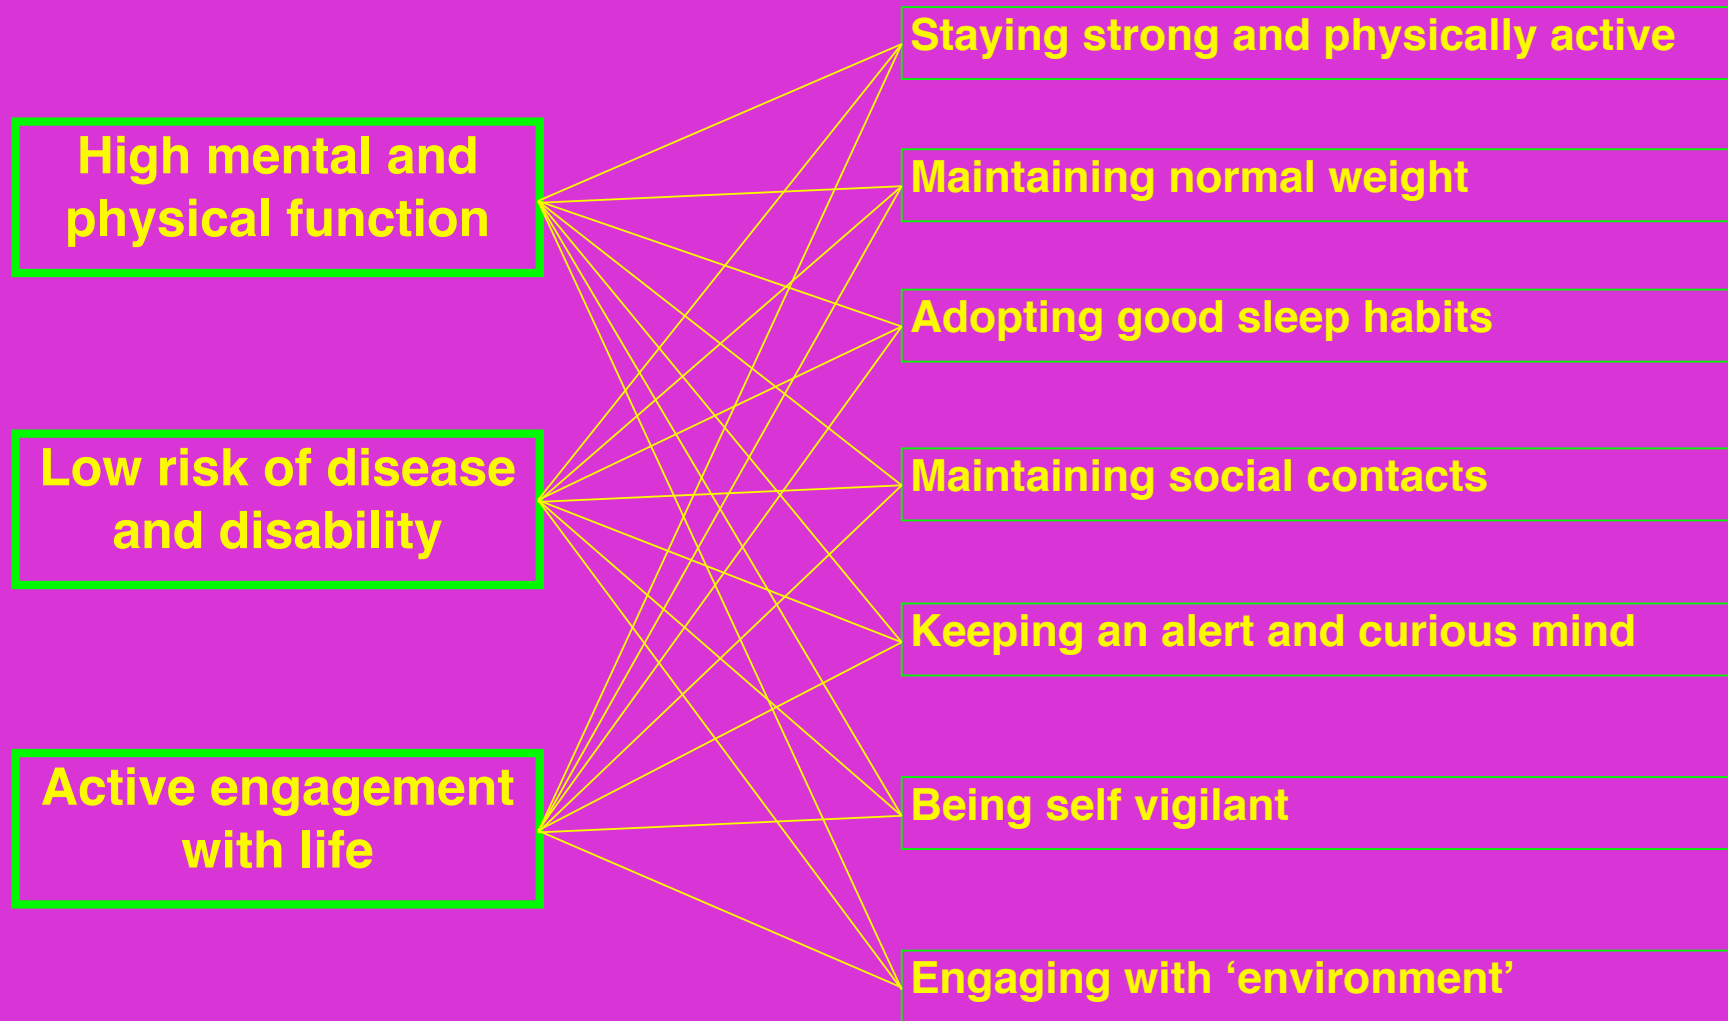 High mental and
physical function
Low risk of disease
and disability
Active engagement
with life
Staying strong and physically active
Maintaining normal weight
Adopting good sleep habits
Maintaining social contacts
Keeping an alert and curious mind
Being self vigilant
Engaging with ‘environment’